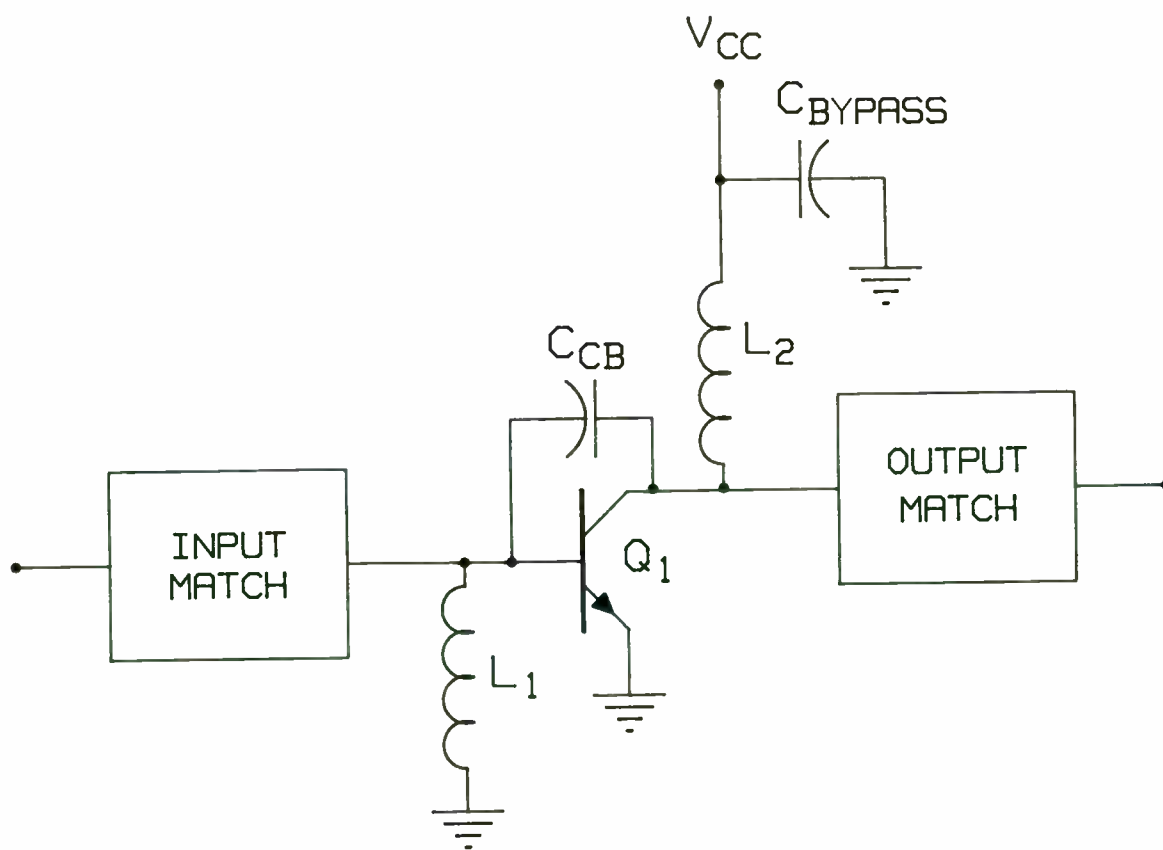 VCC
CBYPASS
CCB
L2
INPUT
MATCH
L1
Q1
OUTPUT
MATCH